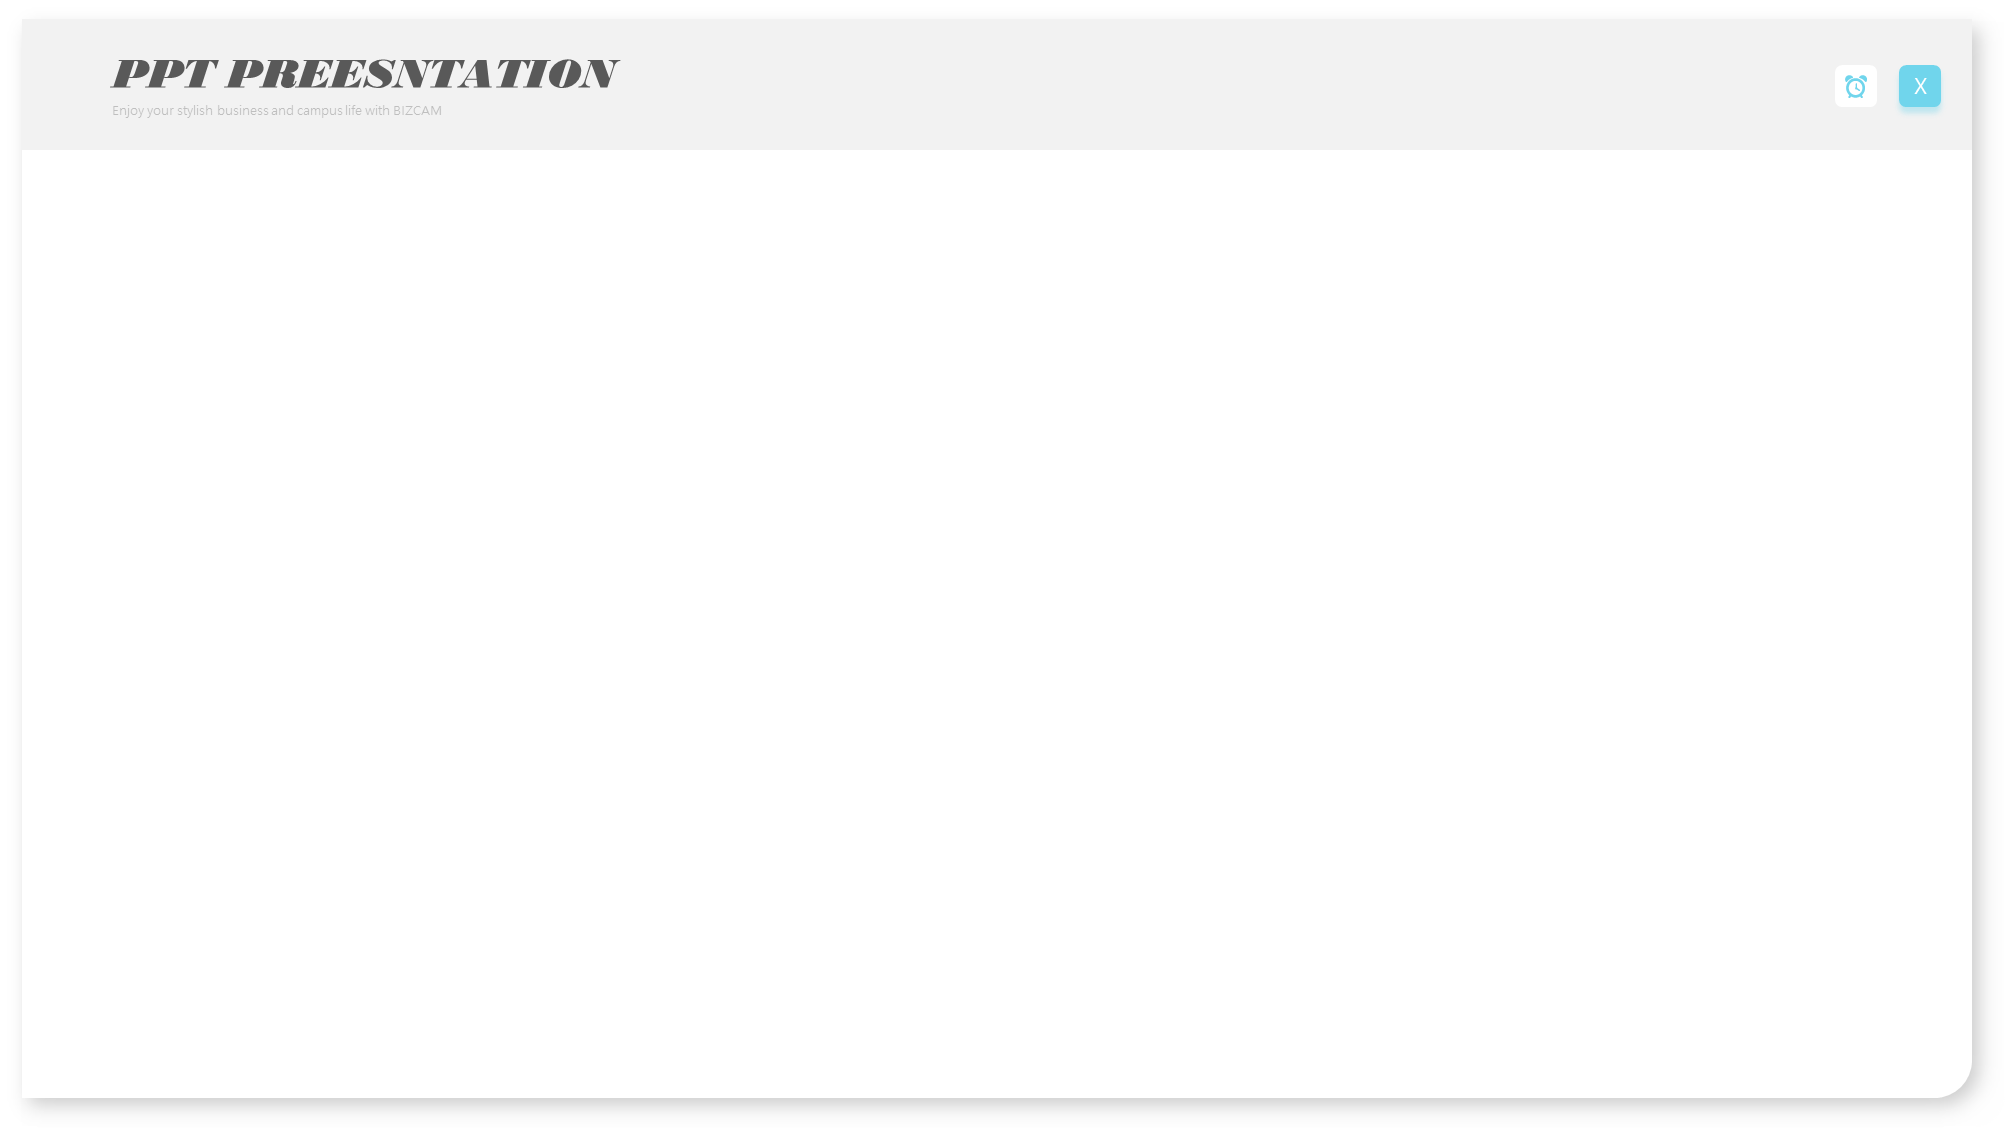 PPT PREESNTATION
Enjoy your stylish business and campus life with BIZCAM
X